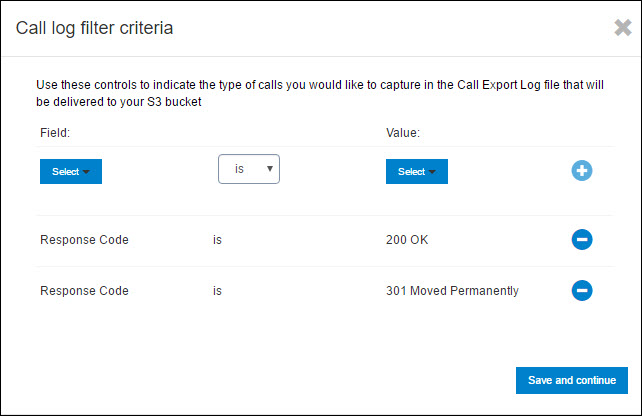 Call log filter criteria
Use these controls to indicate the type of calls you would like to capture in the Call Export Log file that will
be delivered to your S3 bucket
Field: Value:
Select is Select
Response Code is 200 OK
Response Code is 301 Moved Permanently
Save and continue